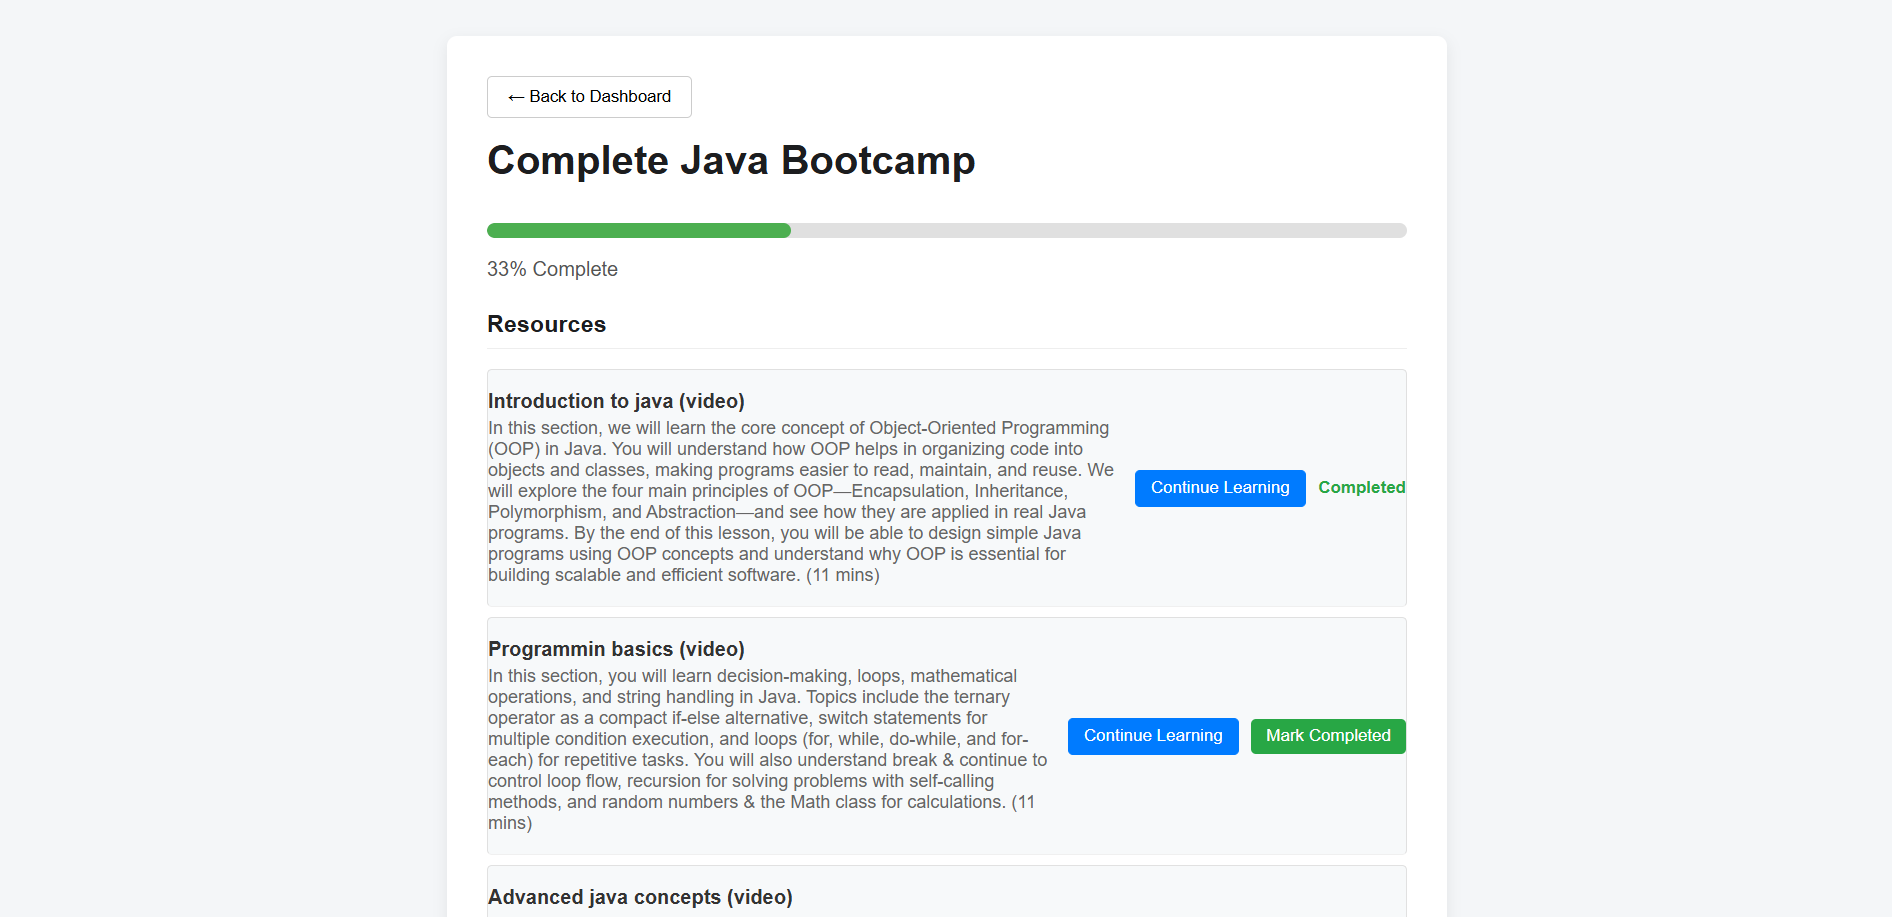 ← Back to Dashboard
Complete Java Bootcamp
33% Complete
Resources
Introduction to java (video)
In this section, we will learn the core concept of Object-Oriented Programming
(OOP) in Java. You will understand how OOP helps in organizing code into
objects and classes, making programs easier to read, maintain, and reuse. We
will explore the four main principles of OOP—Encapsulation, Inheritance,
Polymorphism, and Abstraction—and see how they are applied in real Java
programs. By the end of this lesson, you will be able to design simple Java
programs using OOP concepts and understand why OOP is essential for
building scalable and efficient software. (11 mins)
Continue Learning
Completed
Programmin basics (video)
In this section, you will learn decision-making, loops, mathematical
operations, and string handling in Java. Topics include the ternary
operator as a compact if-else alternative, switch statements for
multiple condition execution, and loops (for, while, do-while, and for-
each) for repetitive tasks. You will also understand break & continue to
control loop flow, recursion for solving problems with self-calling
methods, and random numbers & the Math class for calculations. (11
mins)
Continue Learning
Mark Completed
Advanced java concepts (video)